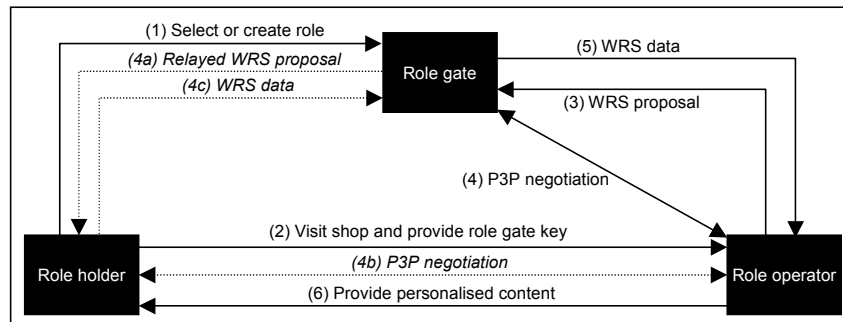 (1) Select or create role
(4a) Relayed WRS proposal
(4c) WRS data
Role gate
(5) WRS data
(3) WRS proposal
(4) P3P negotiation
(2) Visit shop and provide role gate key
Role holder
(4b) P3P negotiation
Role operator
(6) Provide personalised content